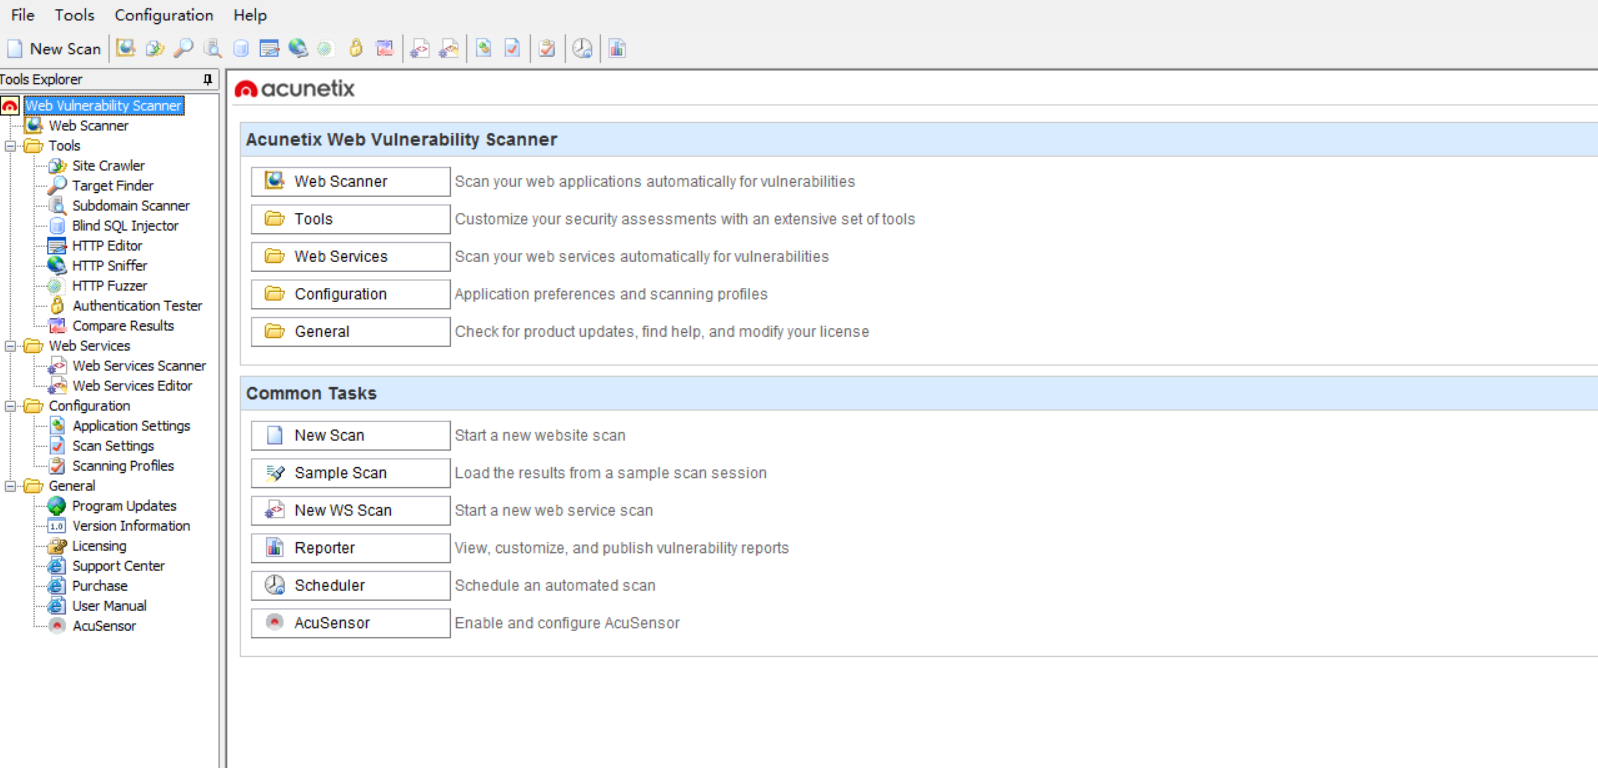 File Tools Configuration Help
New Scan
Tools Explorer
Web Vulnerability Scanner
Web Scanner
Tools
Site Crawler
Target Finder
Subdomain Scanner
Blind SQL Injector
HTTP Editor
HTTP Sniffer
HTTP Fuzzer
Authentication Tester
Compare Results
Web Services
Web Services Scanner
Web Services Editor
Configuration
Application Settings
Scan Settings
Scanning Profiles
General
Program Updates
1.0 Version Information
Licensing
Support Center
Purchase
User Manual
AcuSensor
acunetix
Acunetix Web Vulnerability Scanner
Web Scanner Scan your web applications automatically for vulnerabilities
Tools Customize your security assessments with an extensive set of tools
Web Services Scan your web services automatically for vulnerabilities
Configuration Application preferences and scanning profiles
General Check for product updates, find help, and modify your license
Common Tasks
New Scan Start a new website scan
Sample Scan Load the results from a sample scan session
New WS Scan Start a new web service scan
Reporter View, customize, and publish vulnerability reports
Scheduler Schedule an automated scan
AcuSensor Enable and configure AcuSensor